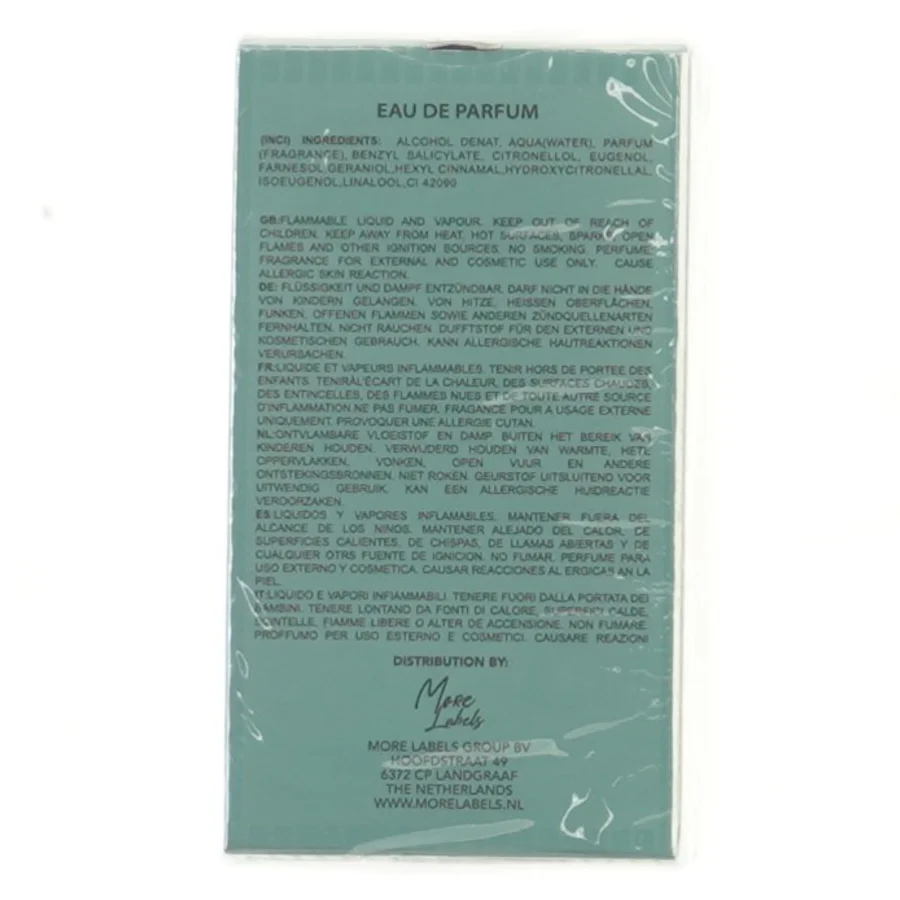 EAU DE PARFUM
(INCI) INGREDIENTS: ALCOHOL DENAT, AQUA(WATER), PARFUM
(FRAGRANCE), BENZYL SALICYLATE, CITRONELLOL, EUGENOL,
FARNESOL,GERANIOL,HEXYL CINNAMAL,HYDROXYCITRONELLAL,
ISOEUGENOL,LINALOOL,CI 42090
GB:FLAMMABLE LIQUID AND VAPOUR. KEEP OUT OF REACH OF
CHILDREN. KEEP AWAY FROM HEAT, HOT SURFACES, SPARKS, OPEN
FLAMES AND OTHER IGNITION SOURCES. NO SMOKING. PERFUME:
FRAGRANCE FOR EXTERNAL AND COSMETIC USE ONLY. CAUSE
ALLERGIC SKIN REACTION.
DE: FLÜSSIGKEIT UND DAMPF ENTZÜNDBAR. DARF NICHT IN DIE HÄNDE
VON KINDERN GELANGEN. VON HITZE, HEISSEN OBERFLÄCHEN,
FUNKEN, OFFENEN FLAMMEN SOWIE ANDEREN ZÜNDQUELLENARTEN
FERNHALTEN. NICHT RAUCHEN. DUFFTSTOF FÜR DEN EXTERNEN UND
KOSMETISCHEN GEBRAUCH. KANN ALLERGISCHE HAUTREAKTIONEN
VERURSACHEN.
FR:LIQUIDE ET VAPEURS INFLAMMABLES. TENIR HORS DE PORTEE DES
ENFANTS. TENIRÀL'ÉCART DE LA CHALEUR, DES SURFACES CHAUDES,
DES ENTINCELLES, DES FLAMMES NUES ET DE TOUTE AUTRE SOURCE
D'INFLAMMATION NE PAS FUMER. FRAGANCE POUR A USAGE EXTERNE
UNIQUEMENT. PROVOQUER UNE ALLERGIE CUTAN.
NL:ONTVLAMBARE VLOEISTOF EN DAMP BUITEN HET BEREIK VAN
KINDEREN HOUDEN. VERWIJDERD HOUDEN VAN WARMTE, HETE
OPPERVLAKKEN, VONKEN, OPEN VUUR EN ANDERE
ONTSTEKINGSBRONNEN, NIET ROKEN. GEURSTOF UITSLUITEND VOOR
UITWENDIG GEBRUIK, KAN EEN ALLERGISCHE HUIDREACTIE
VEROORZAKEN.
ES:LIQUIDOS Y VAPORES INFLAMABLES, MANTENER FUERA DEL
ALCANCE DE LOS NINOS. MANTENER ALEJADO DEL CALOR, DE
SUPERFICIES CALIENTES. DE CHISPAS, DE LLAMAS ABIERTAS Y DE
CUALQUIER OTRS FUENTE DE IGNICION. NO FUMAR. PERFUME PARA
USO EXTERNO Y COSMETICA. CAUSAR REACCIONES AL ERGICAS AN LA
PIEL.
IT:LIQUIDO E VAPORI INFIAMMABILI. TENERE FUORI DALLA PORTATA DEI
BAMBINI. TENERE LONTANO DA FONTI DI CALORE, SUPERFICI CALDE,
SCINTELLE, FIAMME LIBERE O ALTER DE ACCENSIONE. NON FUMARE.
PROFFUMO PER USO ESTERNO E COSMETICI. CAUSARE REAZIONI
DISTRIBUTION BY:
More
Labels
MORE LABELS GROUP BV
HOOFDSTRAAT 49
6372 CP LANDGRAAF
THE NETHERLANDS
WWW.MORELABELS.NL